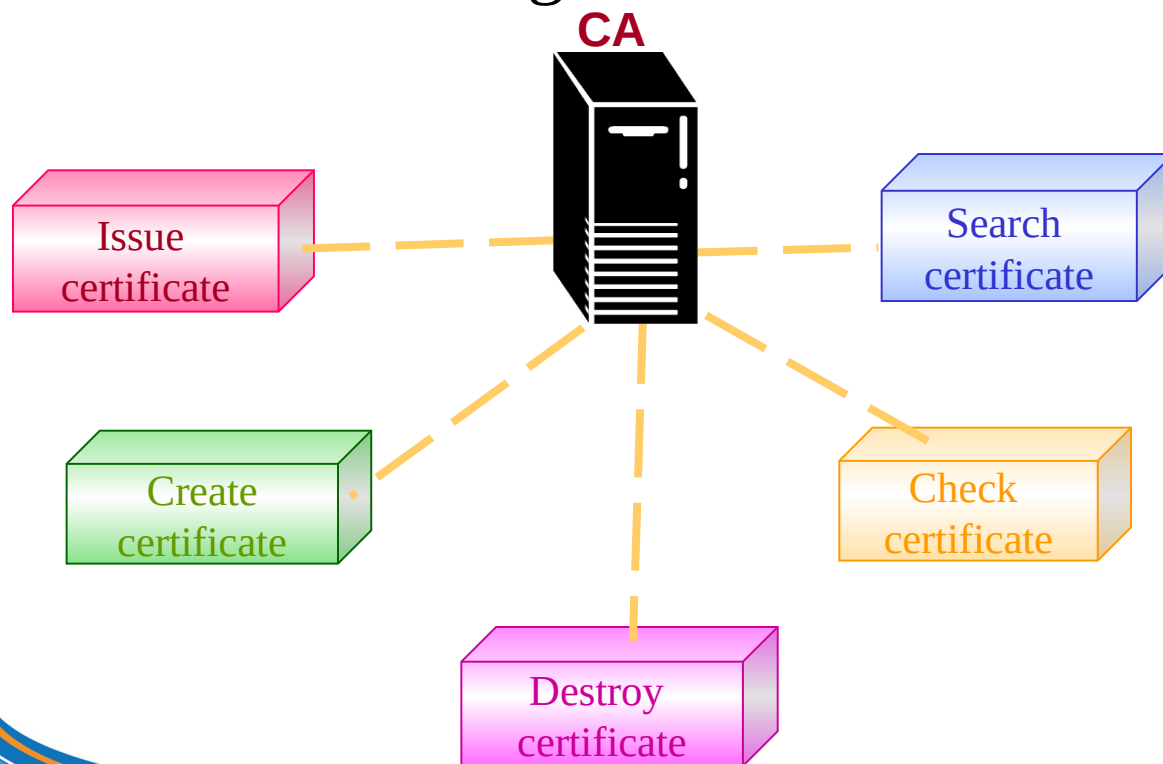 CA
Issue
certificate
Search
certificate
Create
certificate
Check
certificate
Destroy
certificate